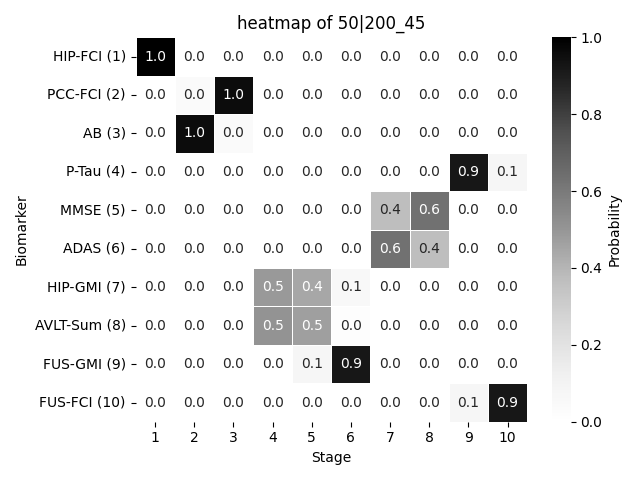 heatmap of 50|200_45
HIP-FCI (1) 1.0 0.0 0.0 0.0 0.0 0.0 0.0 0.0 0.0 0.0
PCC-FCI (2) 0.0 0.0 1.0 0.0 0.0 0.0 0.0 0.0 0.0 0.0
AB (3) 0.0 1.0 0.0 0.0 0.0 0.0 0.0 0.0 0.0 0.0
P-Tau (4) 0.0 0.0 0.0 0.0 0.0 0.0 0.0 0.0 0.9 0.1
MMSE (5) 0.0 0.0 0.0 0.0 0.0 0.0 0.4 0.6 0.0 0.0
ADAS (6) 0.0 0.0 0.0 0.0 0.0 0.0 0.6 0.4 0.0 0.0
HIP-GMI (7) 0.0 0.0 0.0 0.5 0.4 0.1 0.0 0.0 0.0 0.0
AVLT-Sum (8) 0.0 0.0 0.0 0.5 0.5 0.0 0.0 0.0 0.0 0.0
FUS-GMI (9) 0.0 0.0 0.0 0.0 0.1 0.9 0.0 0.0 0.0 0.0
FUS-FCI (10) 0.0 0.0 0.0 0.0 0.0 0.0 0.0 0.0 0.1 0.9
1 2 3 4 5 6 7 8 9 10
Stage
Biomarker
1.0
0.8
0.6
0.4
0.2
0.0
Probability